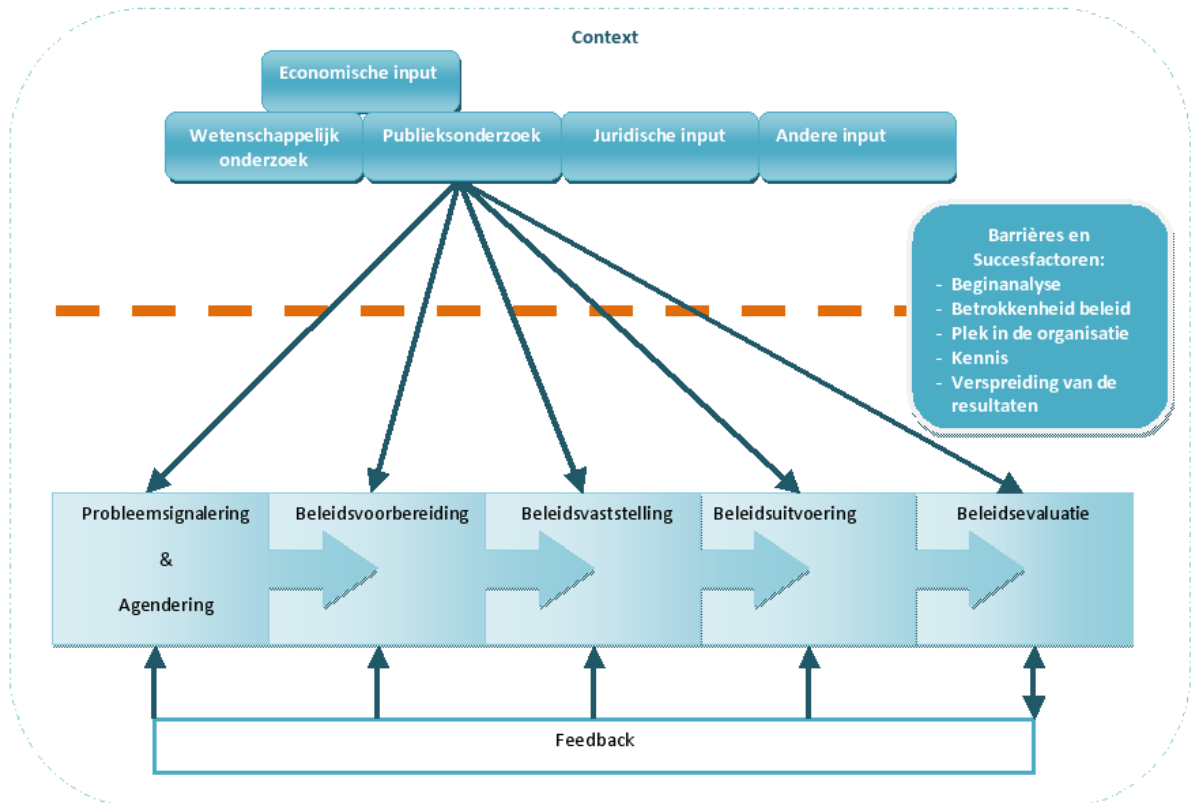 Context
Economische input
Wetenschappelijk
onderzoek
Publieksonderzoek
Juridische input
Andere input
Barrières en
Succesfactoren:
- Beginanalyse
- Betrokkenheid beleid
- Plek in de organisatie
- Kennis
- Verspreiding van de
resultaten
Probleemsignalering
&
Agendering
Beleidsvoorbereiding
Beleidsvaststelling
Beleidsuitvoering
Beleidsevaluatie
Feedback